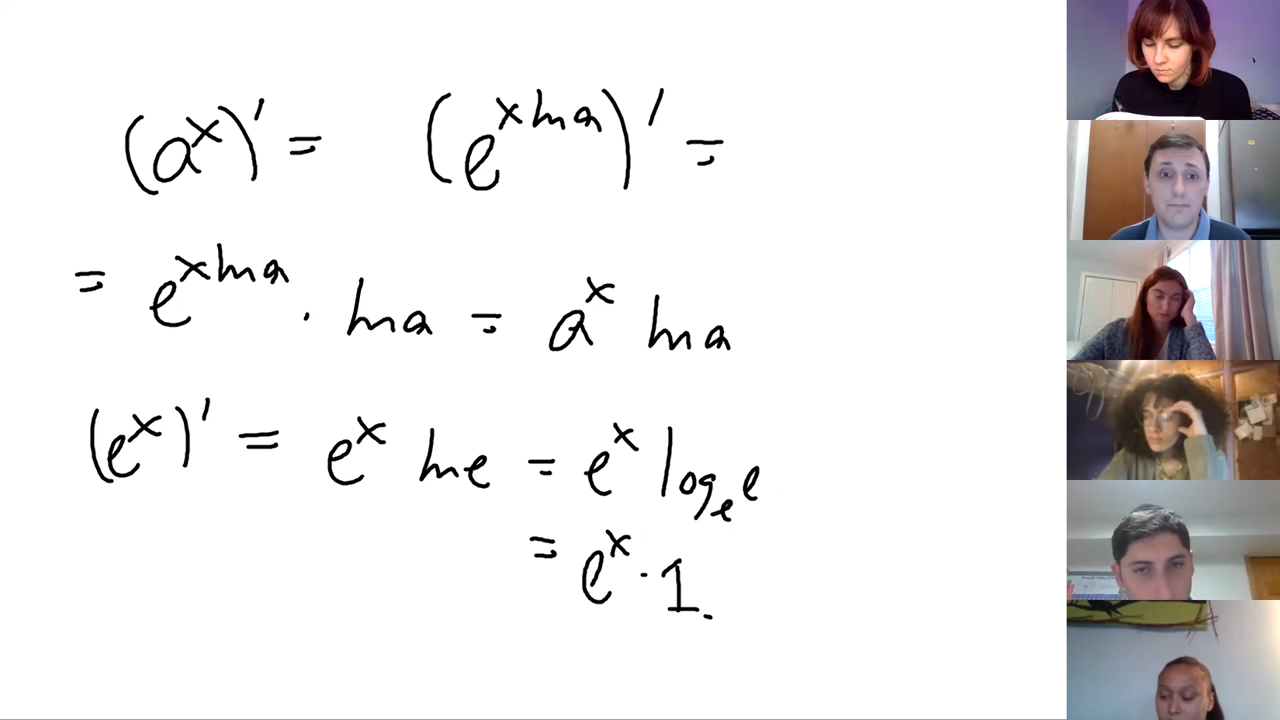 (a^x)' = (e^{x ln a})' =
= e^{x ln a} · ln a = a^x ln a
(e^x)' = e^x ln e = e^x log_e e
= e^x · 1.